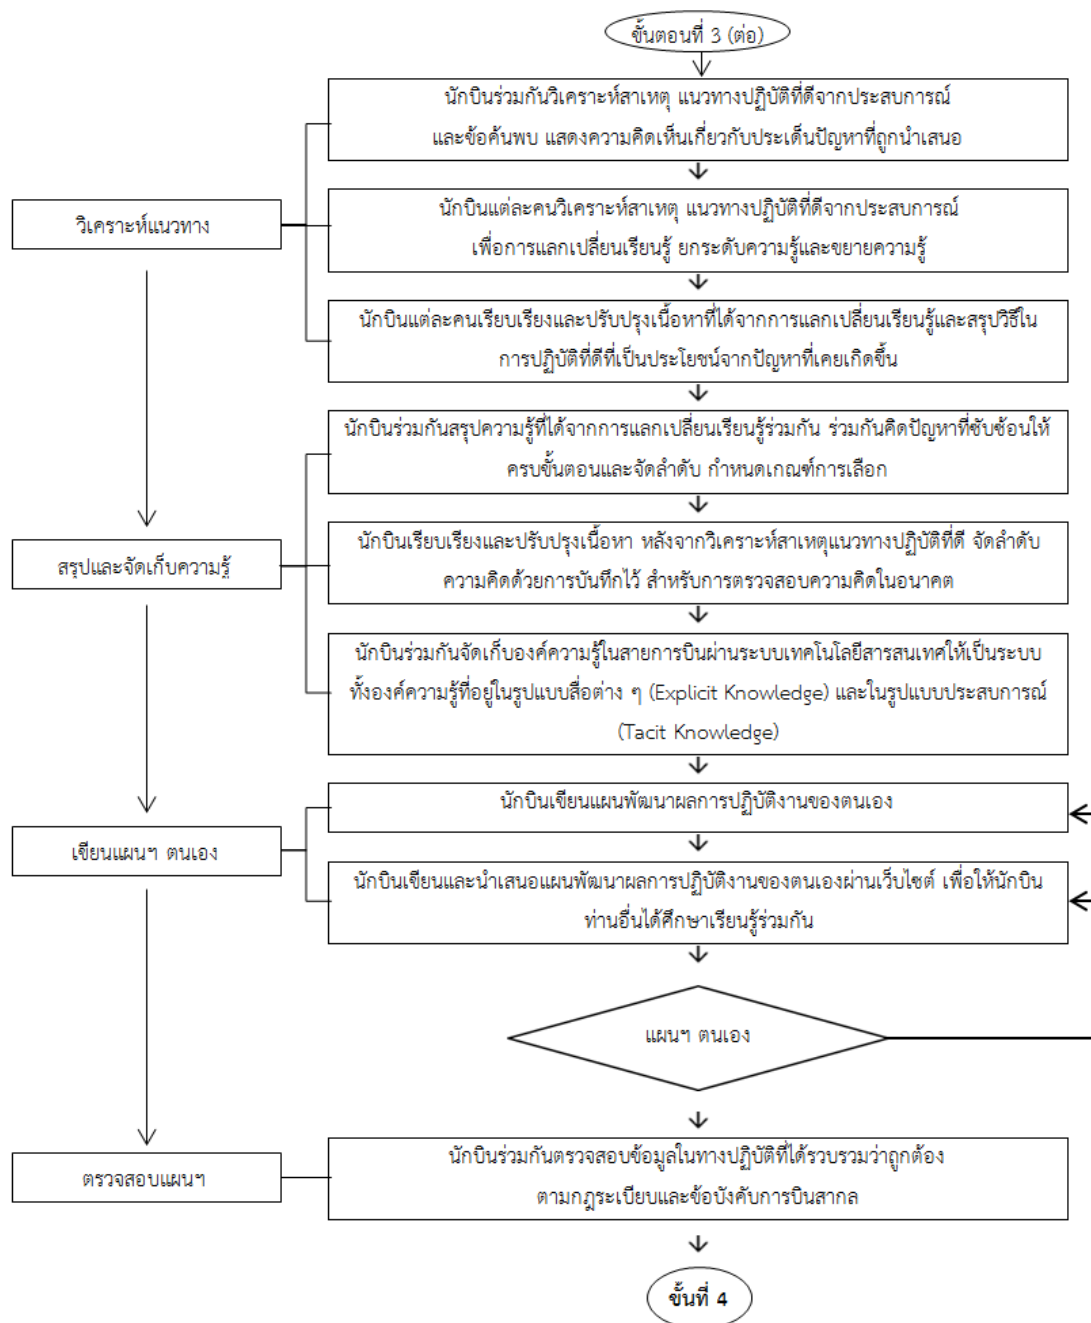 ขั้นตอนที่ 3 (ต่อ)
นักบินร่วมกันวิเคราะห์สาเหตุ แนวทางปฏิบัติที่ดีจากประสบการณ์
และข้อค้นพบ แสดงความคิดเห็นเกี่ยวกับประเด็นปัญหาที่ถูกนำเสนอ
วิเคราะห์แนวทาง
นักบินแต่ละคนวิเคราะห์สาเหตุ แนวทางปฏิบัติที่ดีจากประสบการณ์
เพื่อการแลกเปลี่ยนเรียนรู้ ยกระดับความรู้และขยายความรู้
นักบินแต่ละคนเรียบเรียงและปรับปรุงเนื้อหาที่ได้จากการแลกเปลี่ยนเรียนรู้และสรุปวิธีใน
การปฏิบัติที่ดีที่เป็นประโยชน์จากปัญหาที่เคยเกิดขึ้น
นักบินร่วมกันสรุปความรู้ที่ได้จากการแลกเปลี่ยนเรียนรู้ร่วมกัน ร่วมกันคิดปัญหาที่ซับซ้อนให้
ครบขั้นตอนและจัดลำดับ กำหนดเกณฑ์การเลือก
สรุปและจัดเก็บความรู้
นักบินเรียบเรียงและปรับปรุงเนื้อหา หลังจากวิเคราะห์สาเหตุแนวทางปฏิบัติที่ดี จัดลำดับ
ความคิดด้วยการบันทึกไว้ สำหรับการตรวจสอบความคิดในอนาคต
นักบินร่วมกันจัดเก็บองค์ความรู้ในสายการบินผ่านระบบเทคโนโลยีสารสนเทศให้เป็นระบบ
ทั้งองค์ความรู้ที่อยู่ในรูปแบบสื่อต่าง ๆ (Explicit Knowledge) และในรูปแบบประสบการณ์
(Tacit Knowledge)
นักบินเขียนแผนพัฒนาผลการปฏิบัติงานของตนเอง
เขียนแผนฯ ตนเอง
นักบินเขียนและนำเสนอแผนพัฒนาผลการปฏิบัติงานของตนเองผ่านเว็บไซต์ เพื่อให้นักบิน
ท่านอื่นได้ศึกษาเรียนรู้ร่วมกัน
แผนฯ ตนเอง
ตรวจสอบแผนฯ
นักบินร่วมกันตรวจสอบข้อมูลในทางปฏิบัติที่ได้รวบรวมว่าถูกต้อง
ตามกฎระเบียบและข้อบังคับการบินสากล
ขั้นที่ 4